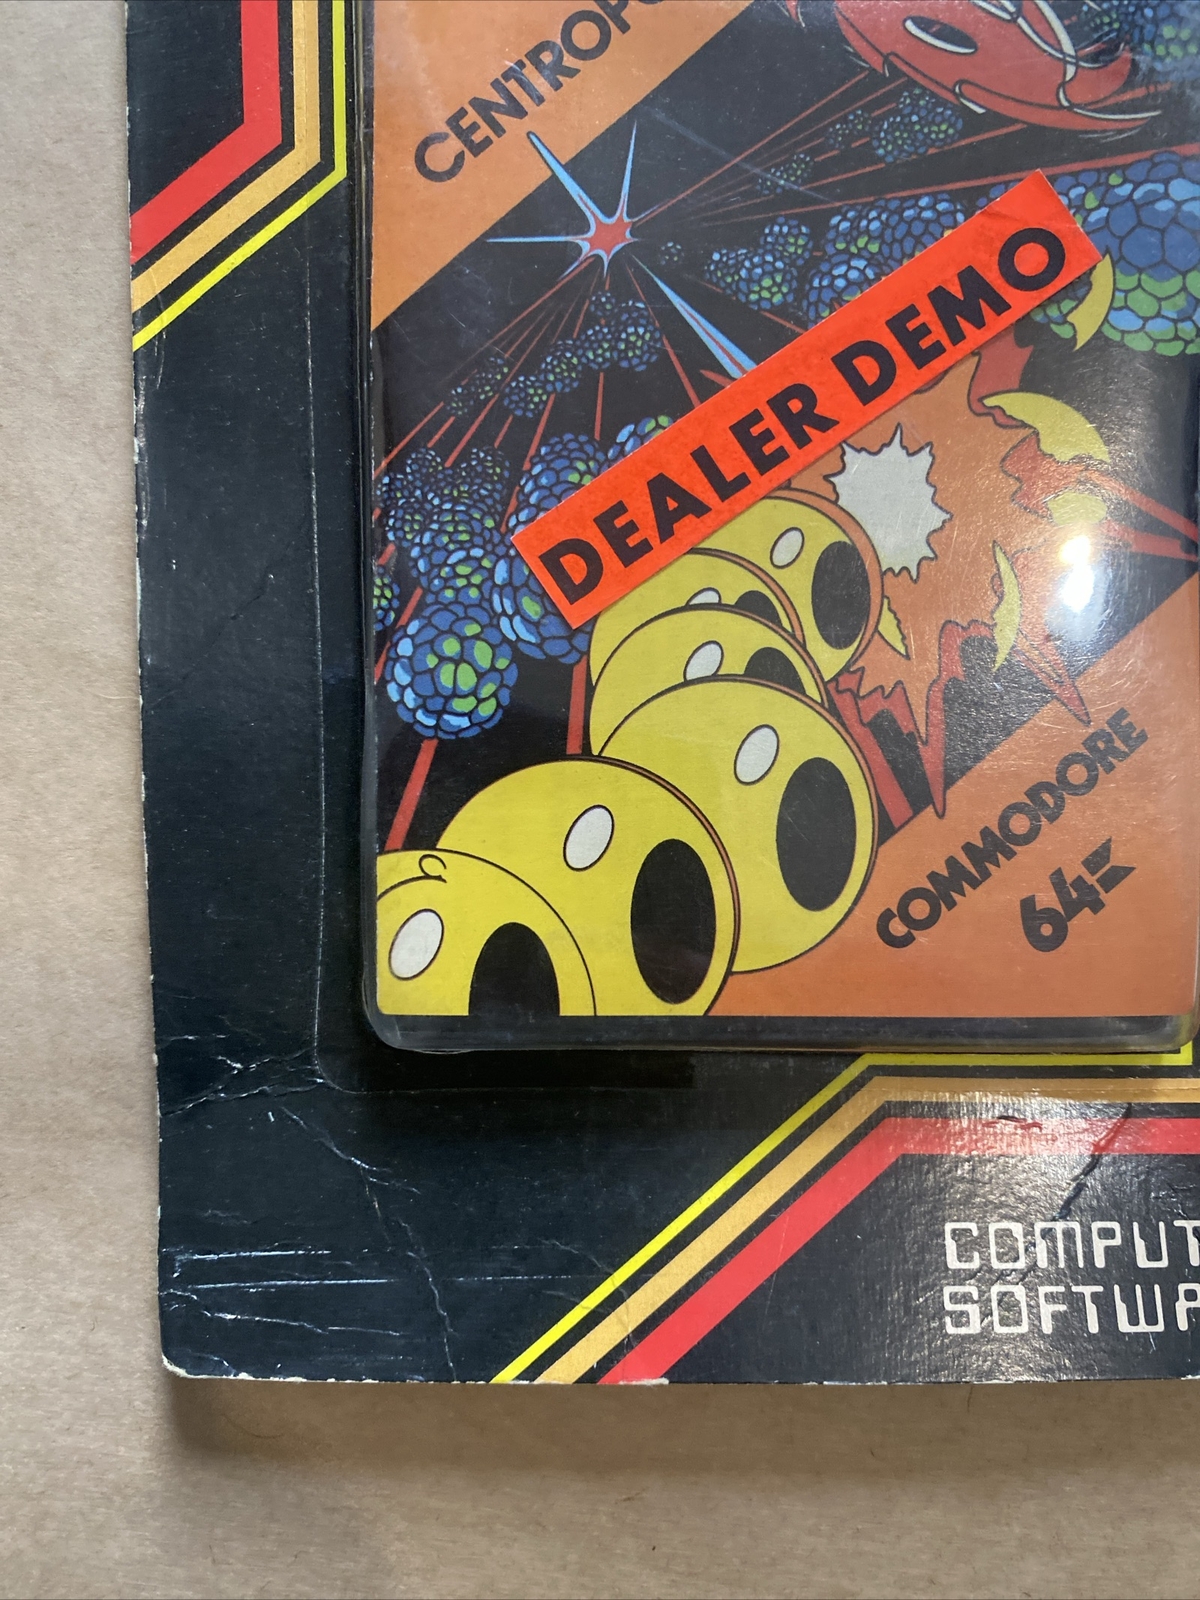 CENTROPO
DEALER DEMO
COMMODORE
64
COMPUT
SOFTWA